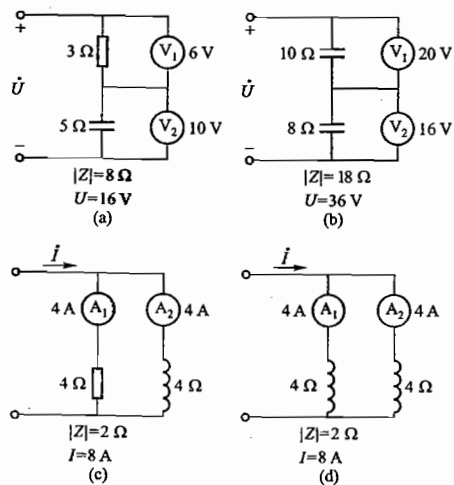 + +
3 Ω V1 6 V 10 Ω V1 20 V
U̇ U̇
5 Ω V2 10 V 8 Ω V2 16 V
− −
|Z|=8 Ω |Z|=18 Ω
U=16 V U=36 V
(a) (b)
İ İ
4 A A1 A2 4 A 4 A A1 A2 4 A
4 Ω 4 Ω 4 Ω 4 Ω
|Z|=2 Ω |Z|=2 Ω
I=8 A I=8 A
(c) (d)